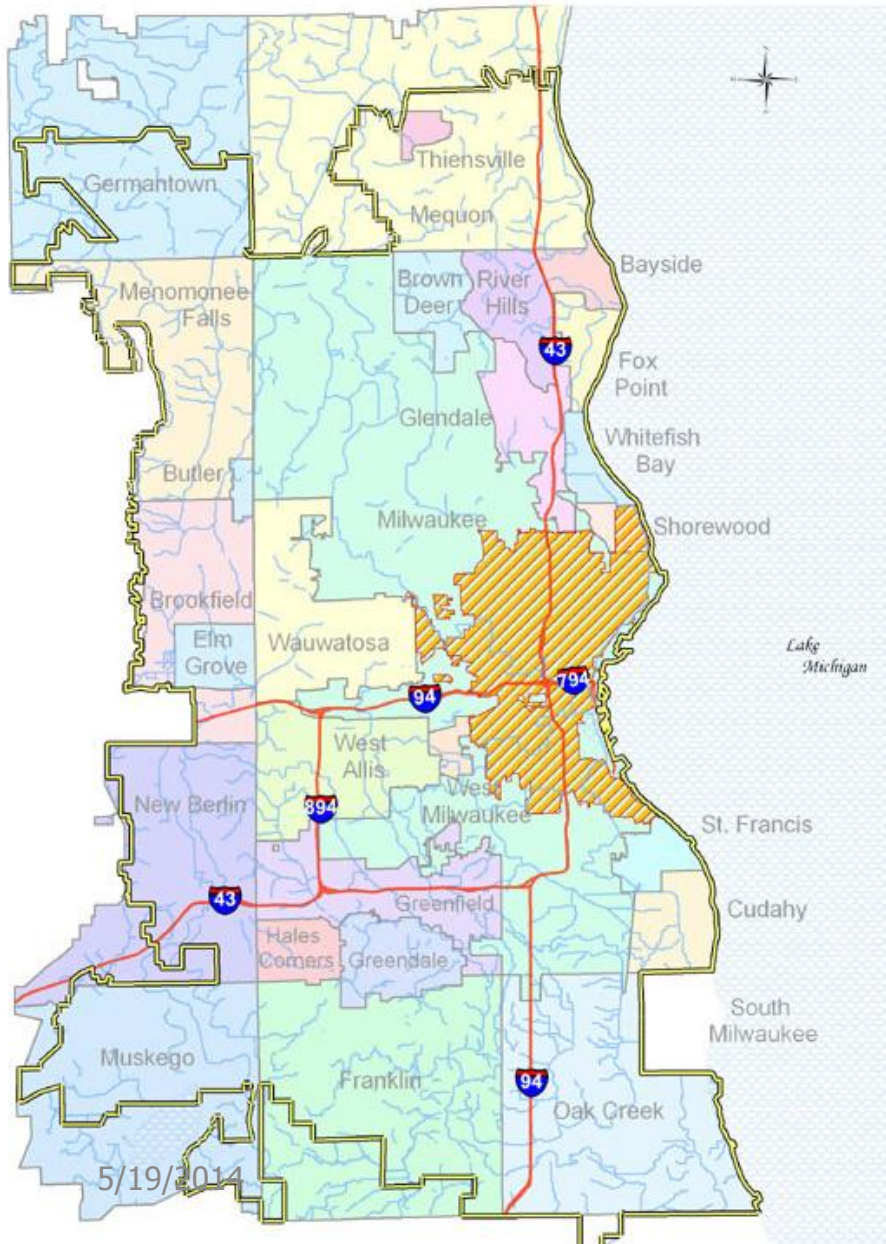 Thiensville
Germantown
Mequon
Bayside
Brown
Deer
River
Hills
Menomonee
Falls
43
Fox
Point
Glendale
Whitefish
Bay
Butler
Milwaukee
Shorewood
Brookfield
Elm
Grove
Wauwatosa
Lake
Michigan
794
94
West
Allis
New Berlin
894
West
Milwaukee
St. Francis
43
Greenfield
Cudahy
Hales
Corners
Greendale
South
Milwaukee
Muskego
Franklin
94
Oak Creek
5/19/2014